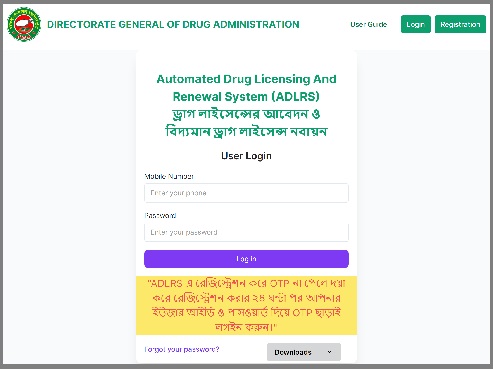 DIRECTORATE GENERAL OF DRUG ADMINISTRATION
User Guide
Login
Registration
Automated Drug Licensing And
Renewal System (ADLRS)
ড্রাগ লাইসেন্সের আবেদন ও
বিদ্যমান ড্রাগ লাইসেন্স নবায়ন
User Login
Mobile Number
Enter your phone
Password
Enter your password
Log in
"ADLRS এ রেজিস্ট্রেশন করে OTP না পেলে দয়া
করে রেজিস্ট্রেশন করার ২৪ ঘন্টা পর আপনার
ইউজার আইডি ও পাসওয়ার্ড দিয়ে OTP ছাড়াই
লগইন করুন।"
Forgot your password?
Downloads